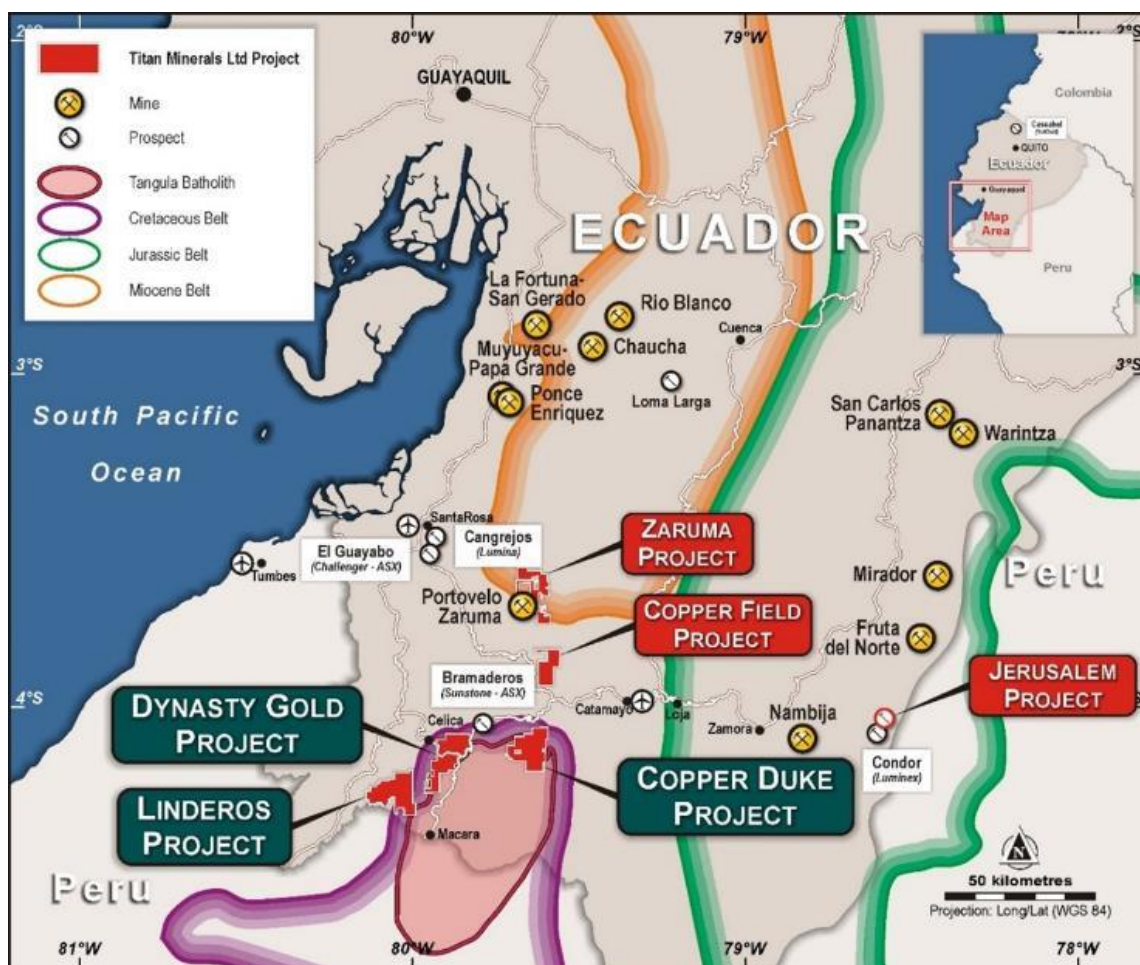 2°S
80°W
79°W
2°S
Titan Minerals Ltd Project
Mine
Prospect
Tangula Batholith
Cretaceous Belt
Jurassic Belt
Miocene Belt
GUAYAQUIL
ECUADOR
Colombia
Cascabel
QUITO
Ecuador
Guayaquil
Map
Area
Peru
La Fortuna-
San Gerado
Rio Blanco
Chaucha
Cuenca
Muyuyacu-
Papa Grande
Ponce
Enriquez
Loma Larga
3°S
3°S
San Carlos
Panantza
Warintza
South Pacific
Ocean
SantaRosa
El Guayabo
(Challenger - ASX)
Cangrejos
(Lumina)
Tumbes
ZARUMA
PROJECT
Portovelo
Zaruma
COPPER FIELD
PROJECT
Mirador
Peru
Fruta
del Norte
JERUSALEM
PROJECT
Bramaderos
(Sunstone - ASX)
4°S
Catamayo
Loja
Zamora
Nambija
Condor
(Luminex)
DYNASTY GOLD
PROJECT
Celica
COPPER DUKE
PROJECT
LINDEROS
PROJECT
Macara
Peru
N
50 kilometres
Projection: Long/Lat (WGS 84)
81°W
80°W
79°W
78°W